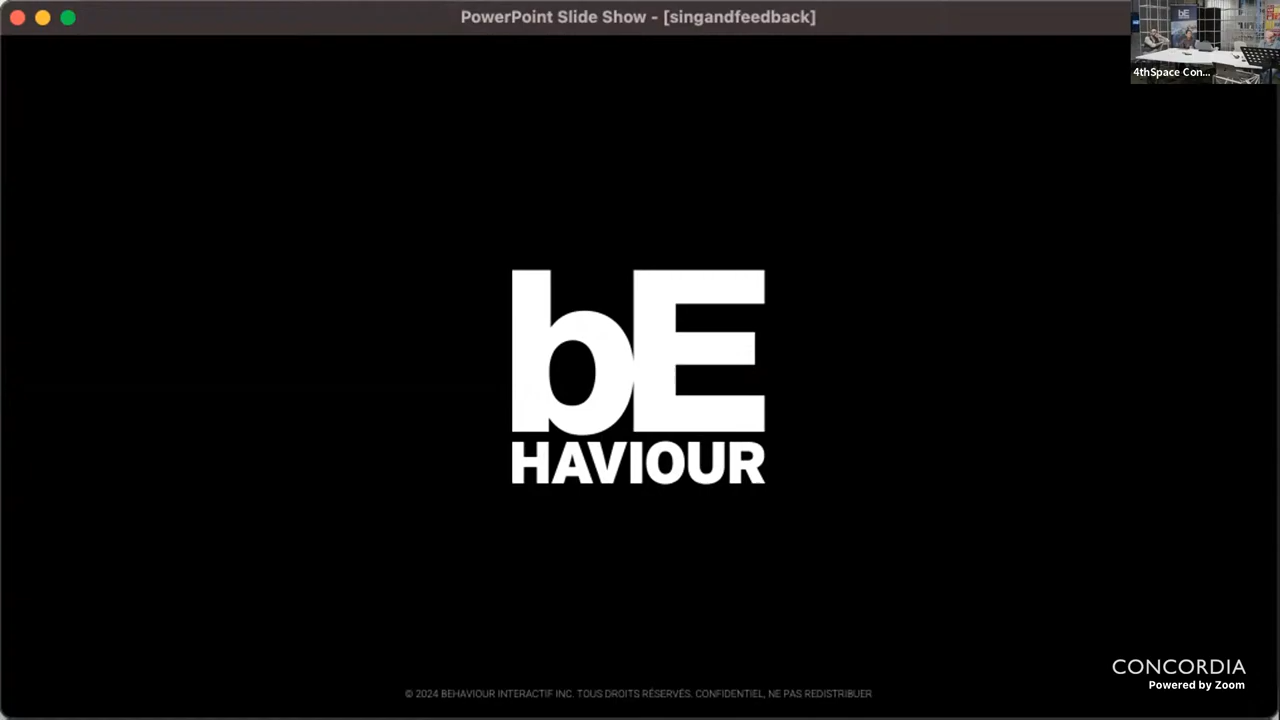 PowerPoint Slide Show - [singandfeedback]
bE
4thSpace Con...
bE
HAVIOUR
CONCORDIA
Powered by Zoom
© 2024 BEHAVIOUR INTERACTIF INC. TOUS DROITS RÉSERVÉS. CONFIDENTIEL, NE PAS REDISTRIBUER